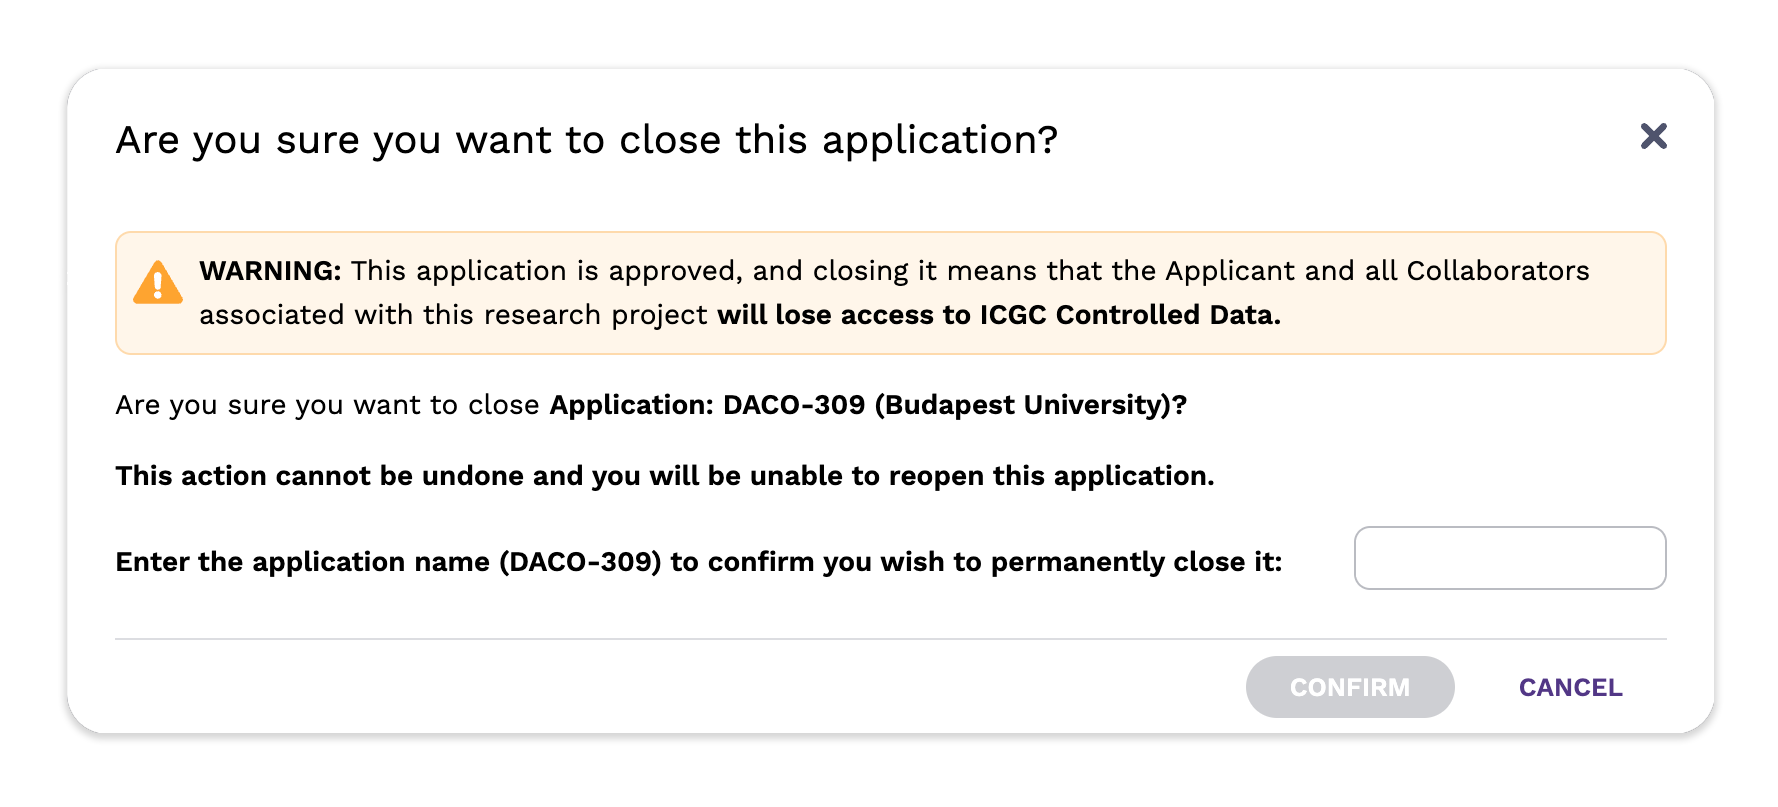 Are you sure you want to close this application?
WARNING: This application is approved, and closing it means that the Applicant and all Collaborators
associated with this research project will lose access to ICGC Controlled Data.
Are you sure you want to close Application: DACO-309 (Budapest University)?
This action cannot be undone and you will be unable to reopen this application.
Enter the application name (DACO-309) to confirm you wish to permanently close it:
CONFIRM CANCEL